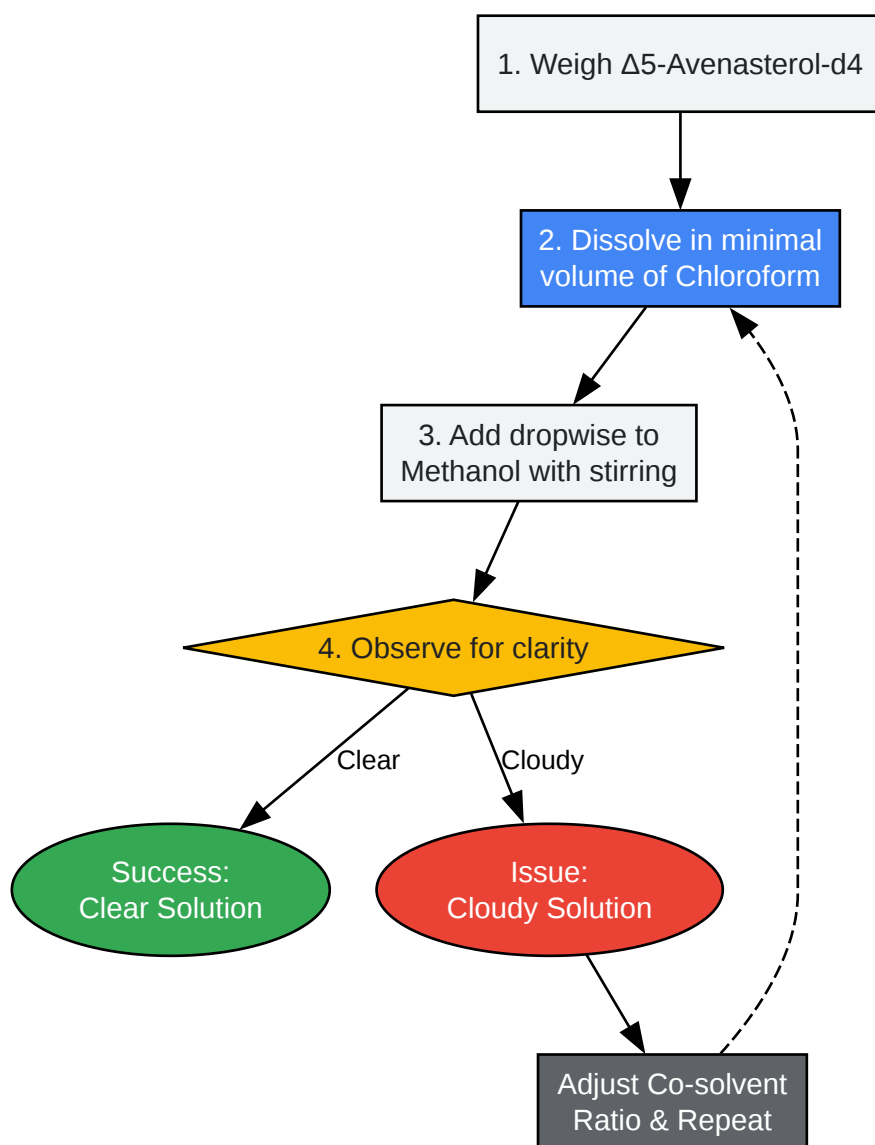 1. Weigh Δ5-Avenasterol-d4
2. Dissolve in minimal
volume of Chloroform
3. Add dropwise to
Methanol with stirring
4. Observe for clarity
Clear
Cloudy
Success:
Clear Solution
Issue:
Cloudy Solution
Adjust Co-solvent
Ratio & Repeat